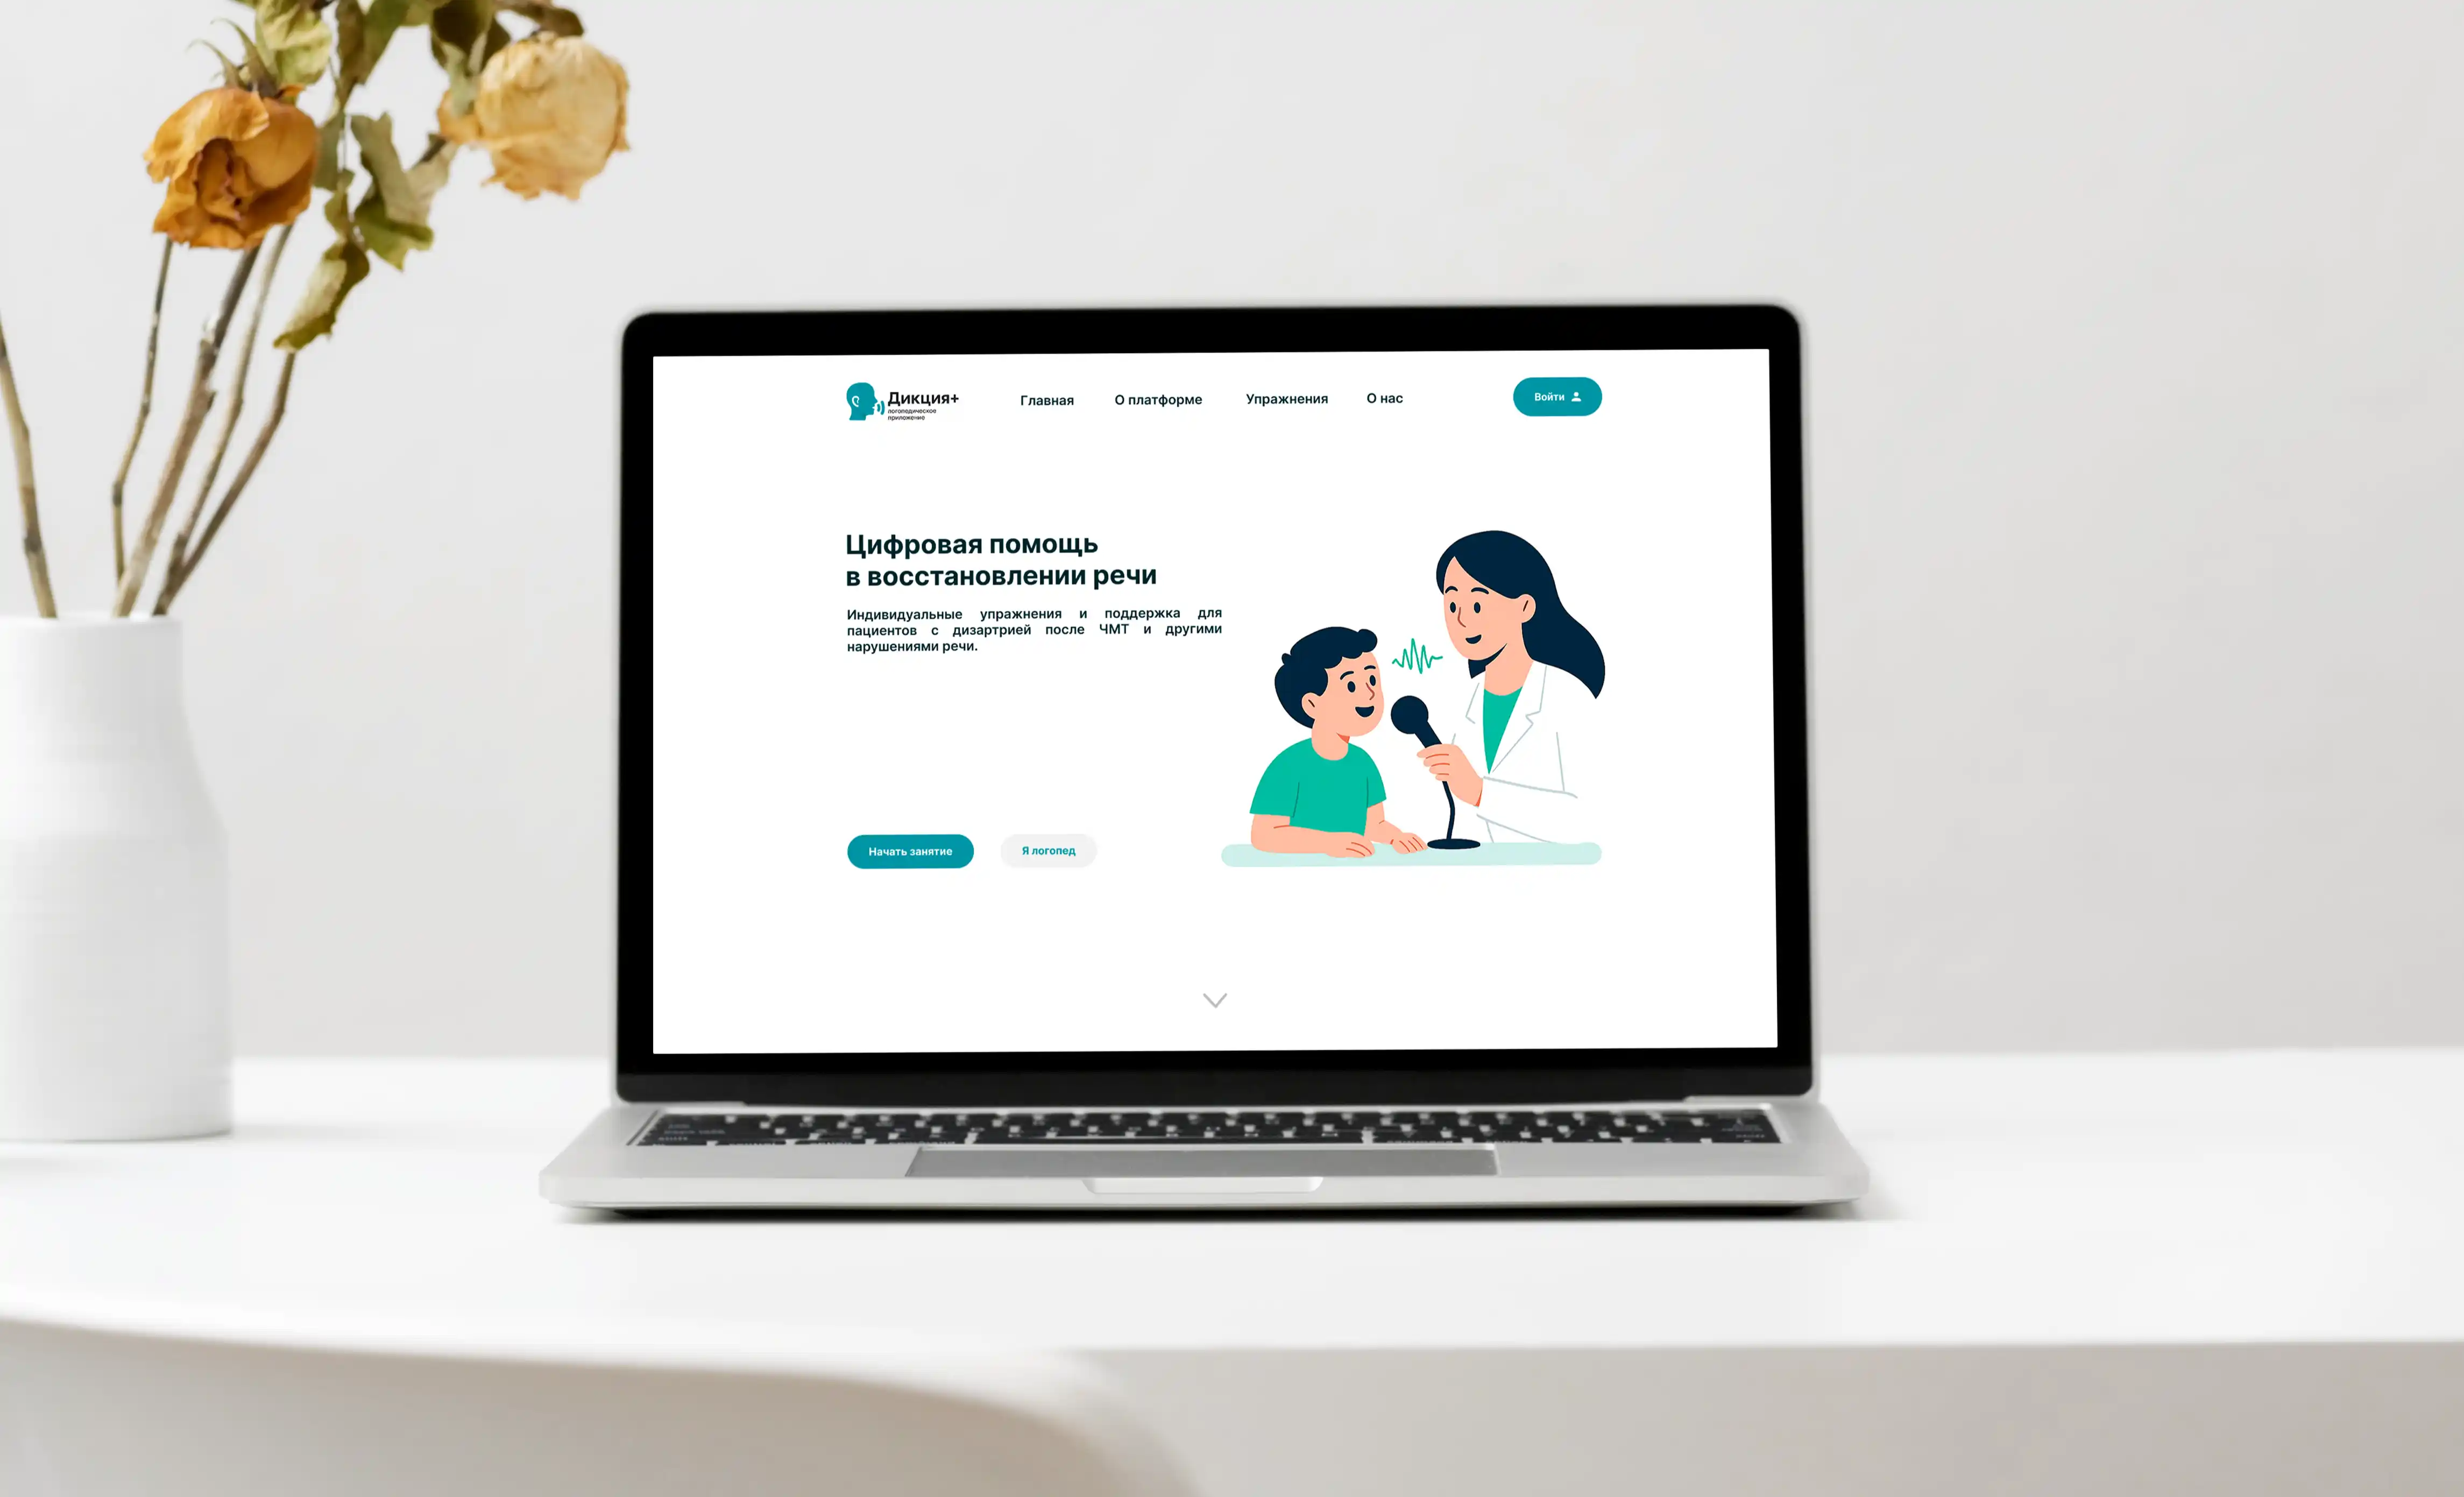 Дикция+
логопедическое
приложение
Главная
О платформе
Упражнения
О нас
Войти
Цифровая помощь
в восстановлении речи
Индивидуальные упражнения и поддержка для
пациентов с дизартрией после ЧМТ и другими
нарушениями речи.
Начать занятие
Я логопед